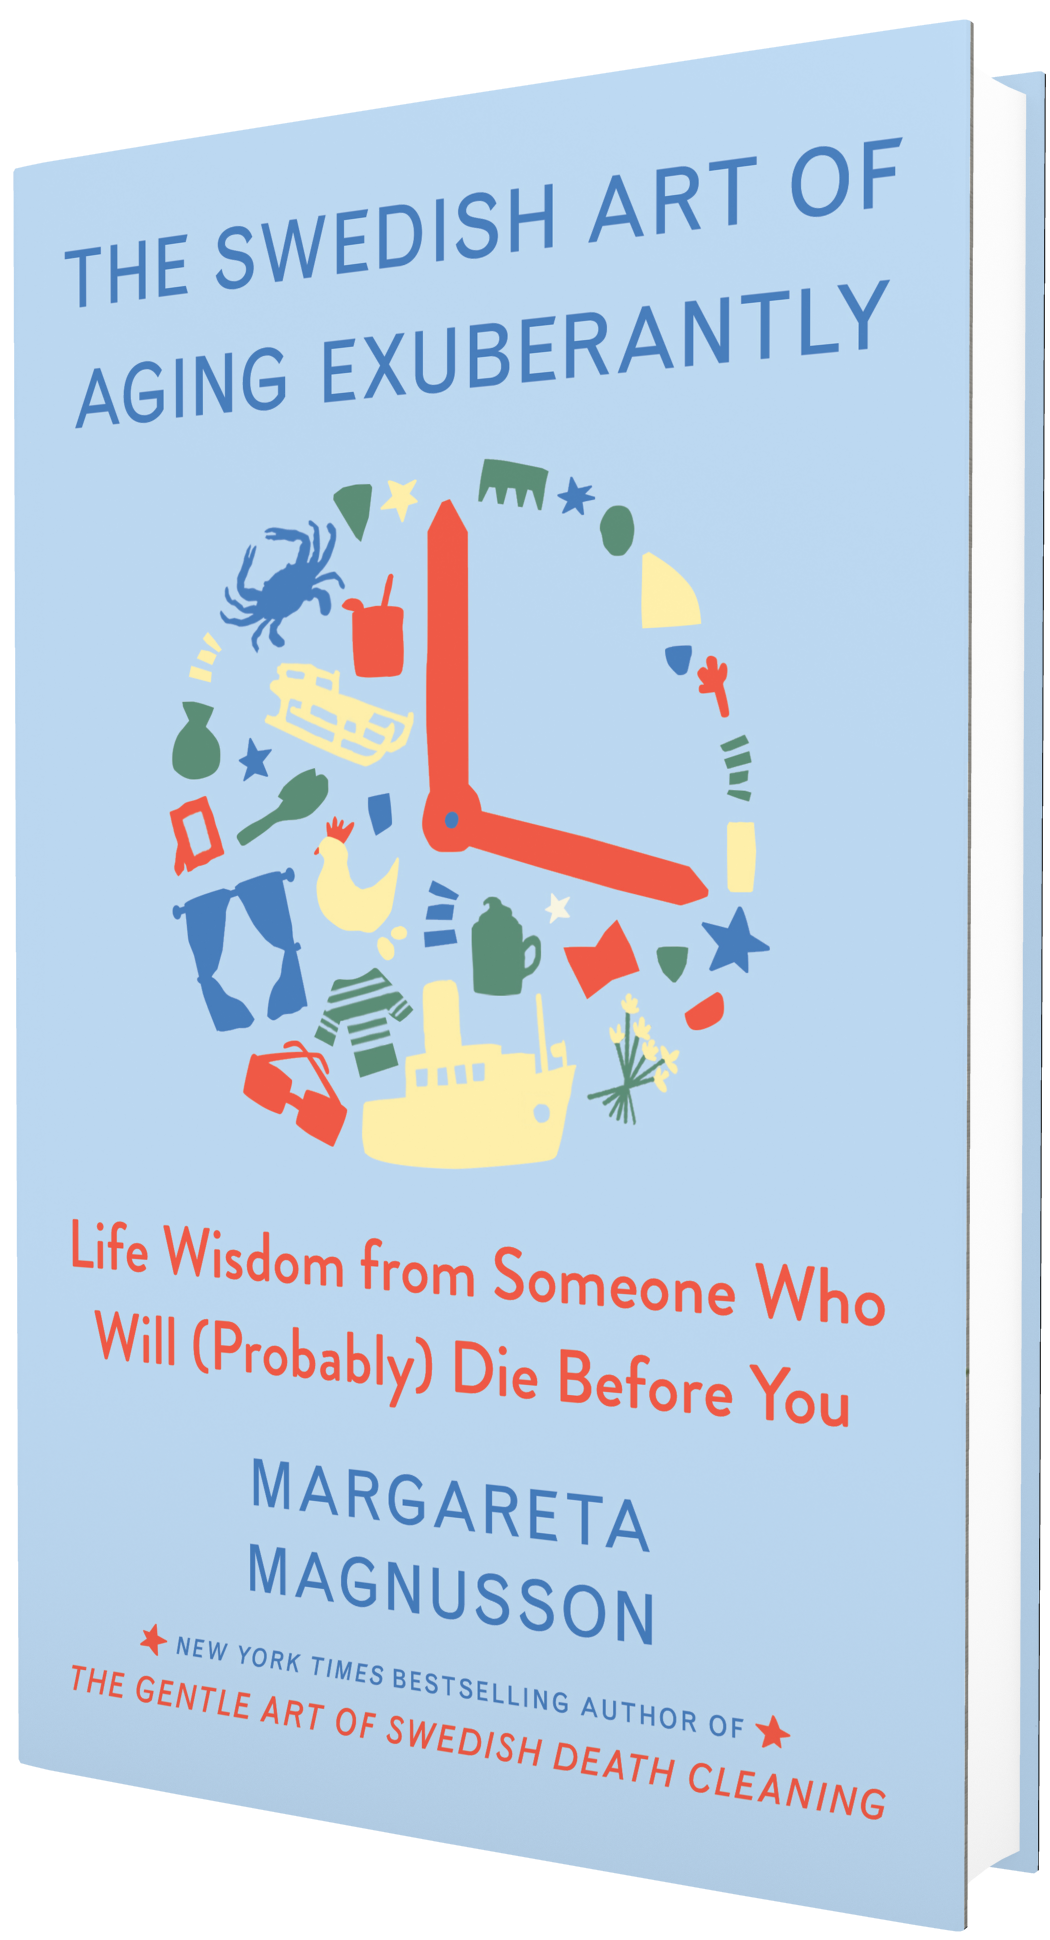 THE SWEDISH ART OF
AGING EXUBERANTLY
Life Wisdom from Someone Who
Will (Probably) Die Before You
MARGARETA
MAGNUSSON
NEW YORK TIMES BESTSELLING AUTHOR OF
THE GENTLE ART OF SWEDISH DEATH CLEANING